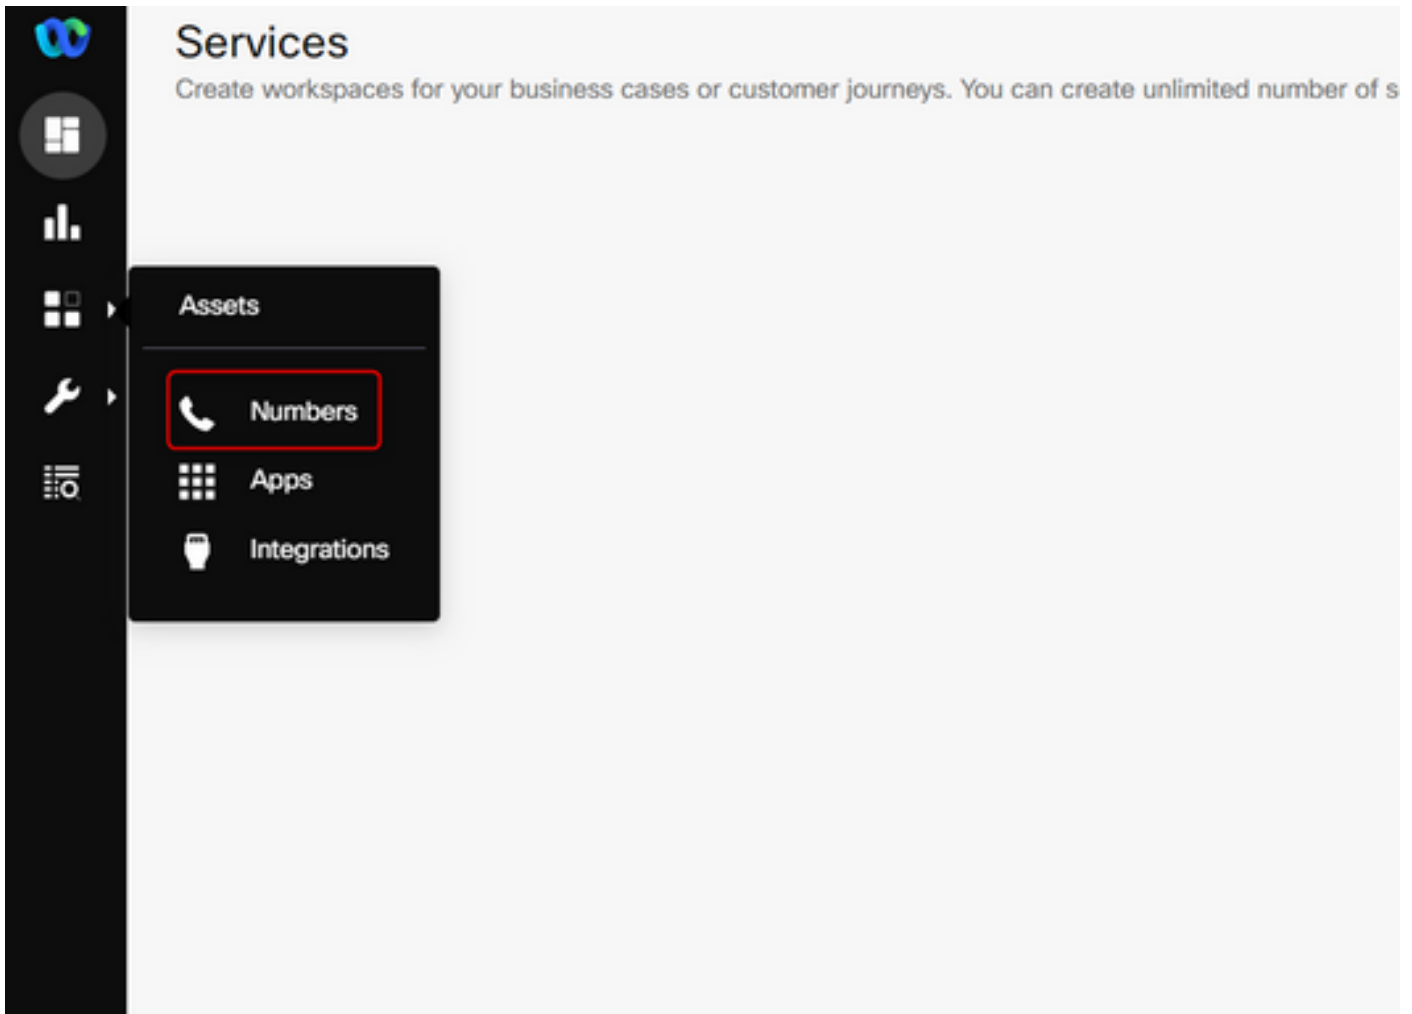 Services
Create workspaces for your business cases or customer journeys. You can create unlimited number of s
Assets
Numbers
Apps
Integrations